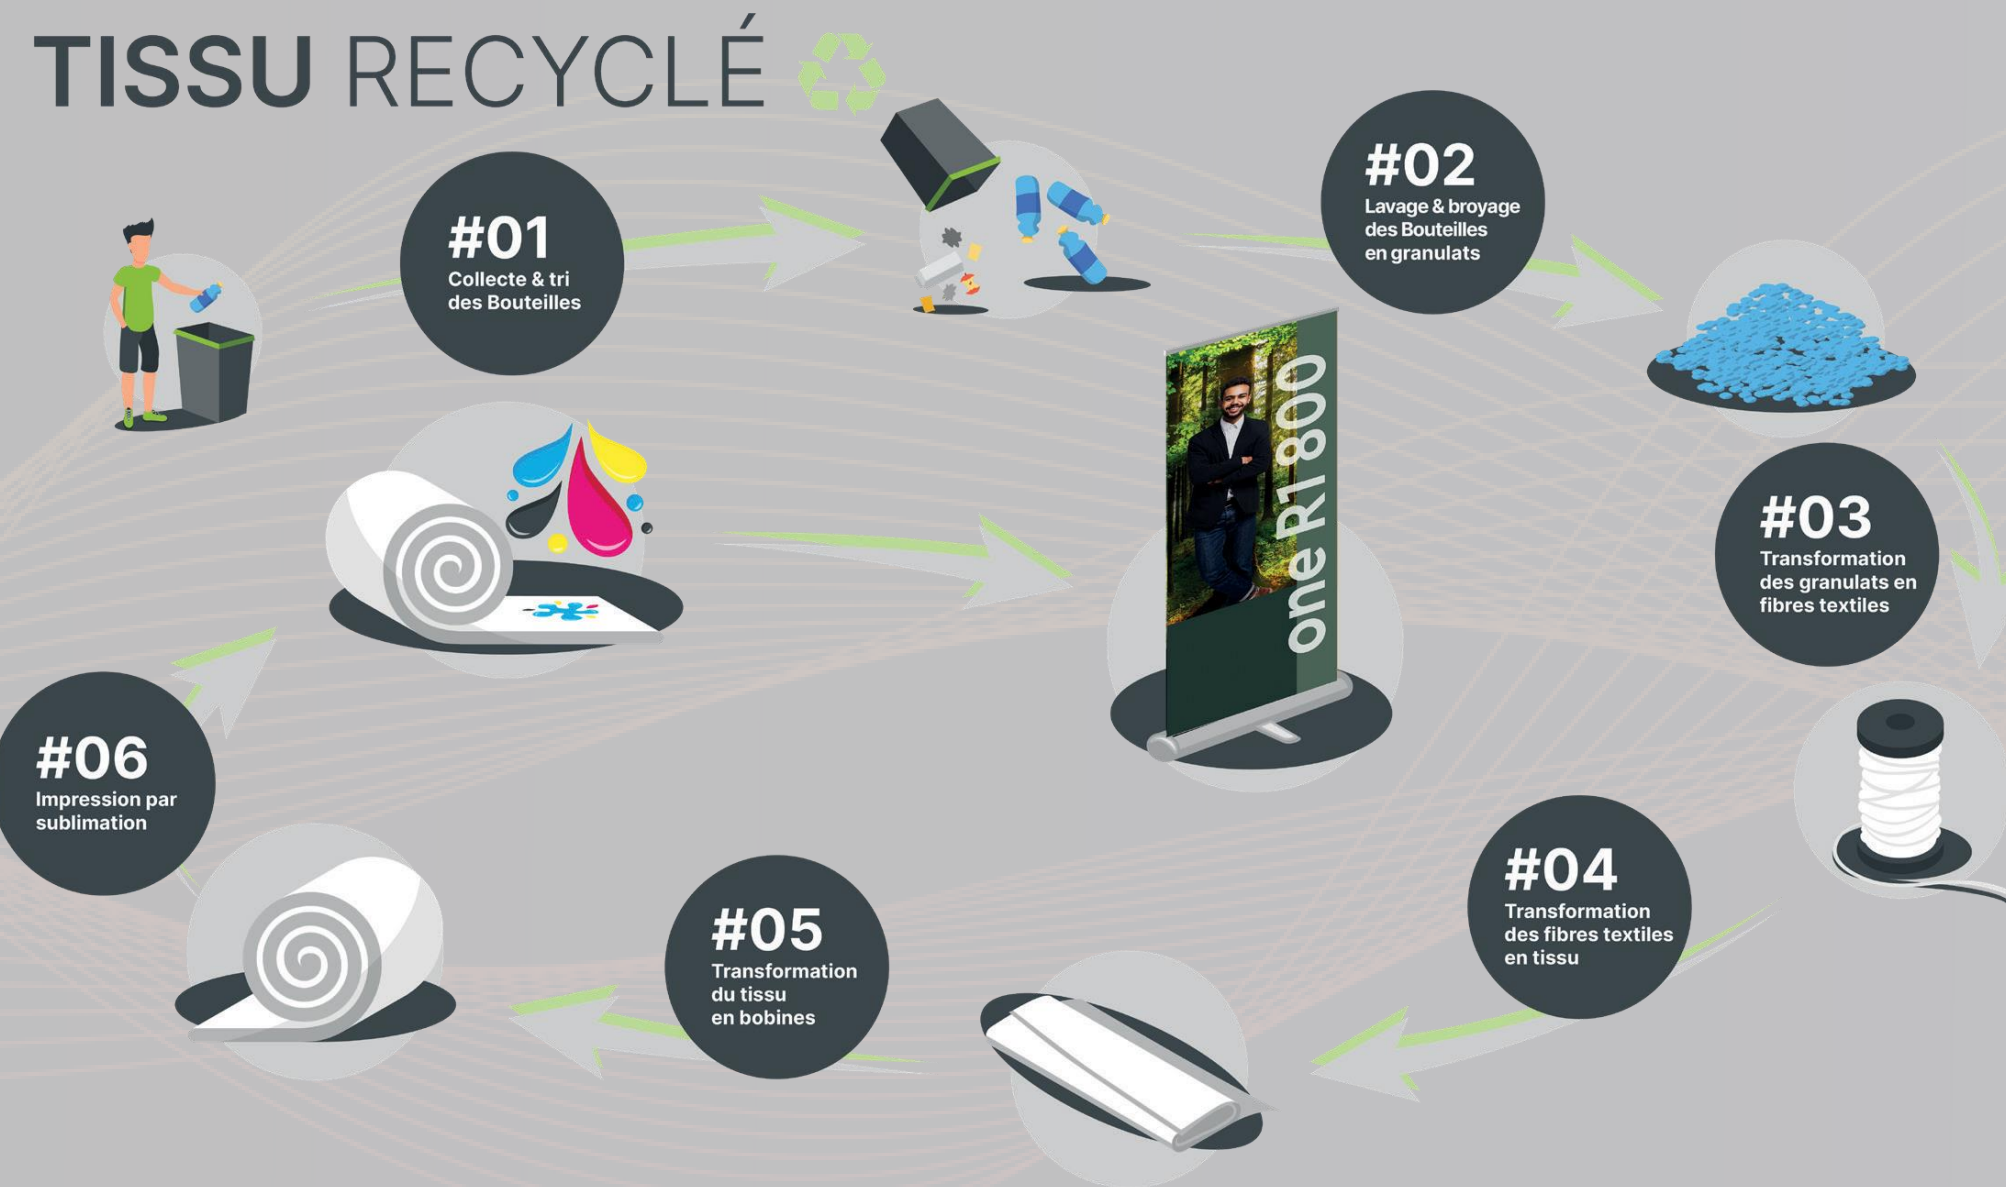 TISSU RECYCLÉ
#01
Collecte & tri
des Bouteilles
#02
Lavage & broyage
des Bouteilles
en granulats
#03
Transformation
des granulats en
fibres textiles
#04
Transformation
des fibres textiles
en tissu
#05
Transformation
du tissu
en bobines
#06
Impression par
sublimation
one R1 800